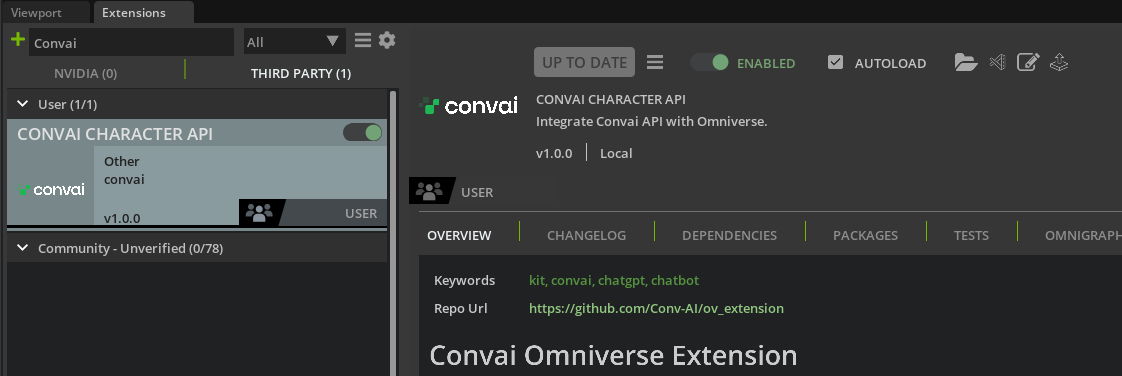 Viewport
Extensions
Convai
All
NVIDIA (0)
THIRD PARTY (1)
User (1/1)
CONVAI CHARACTER API
Other
convai
convai
v1.0.0
USER
Community - Unverified (0/78)
UP TO DATE
ENABLED
AUTOLOAD
convai
CONVAI CHARACTER API
Integrate Convai API with Omniverse.
v1.0.0
Local
USER
OVERVIEW
CHANGELOG
DEPENDENCIES
PACKAGES
TESTS
OMNIGRAPH
Keywords
kit, convai, chatgpt, chatbot
Repo Url
https://github.com/Conv-AI/ov_extension
Convai Omniverse Extension